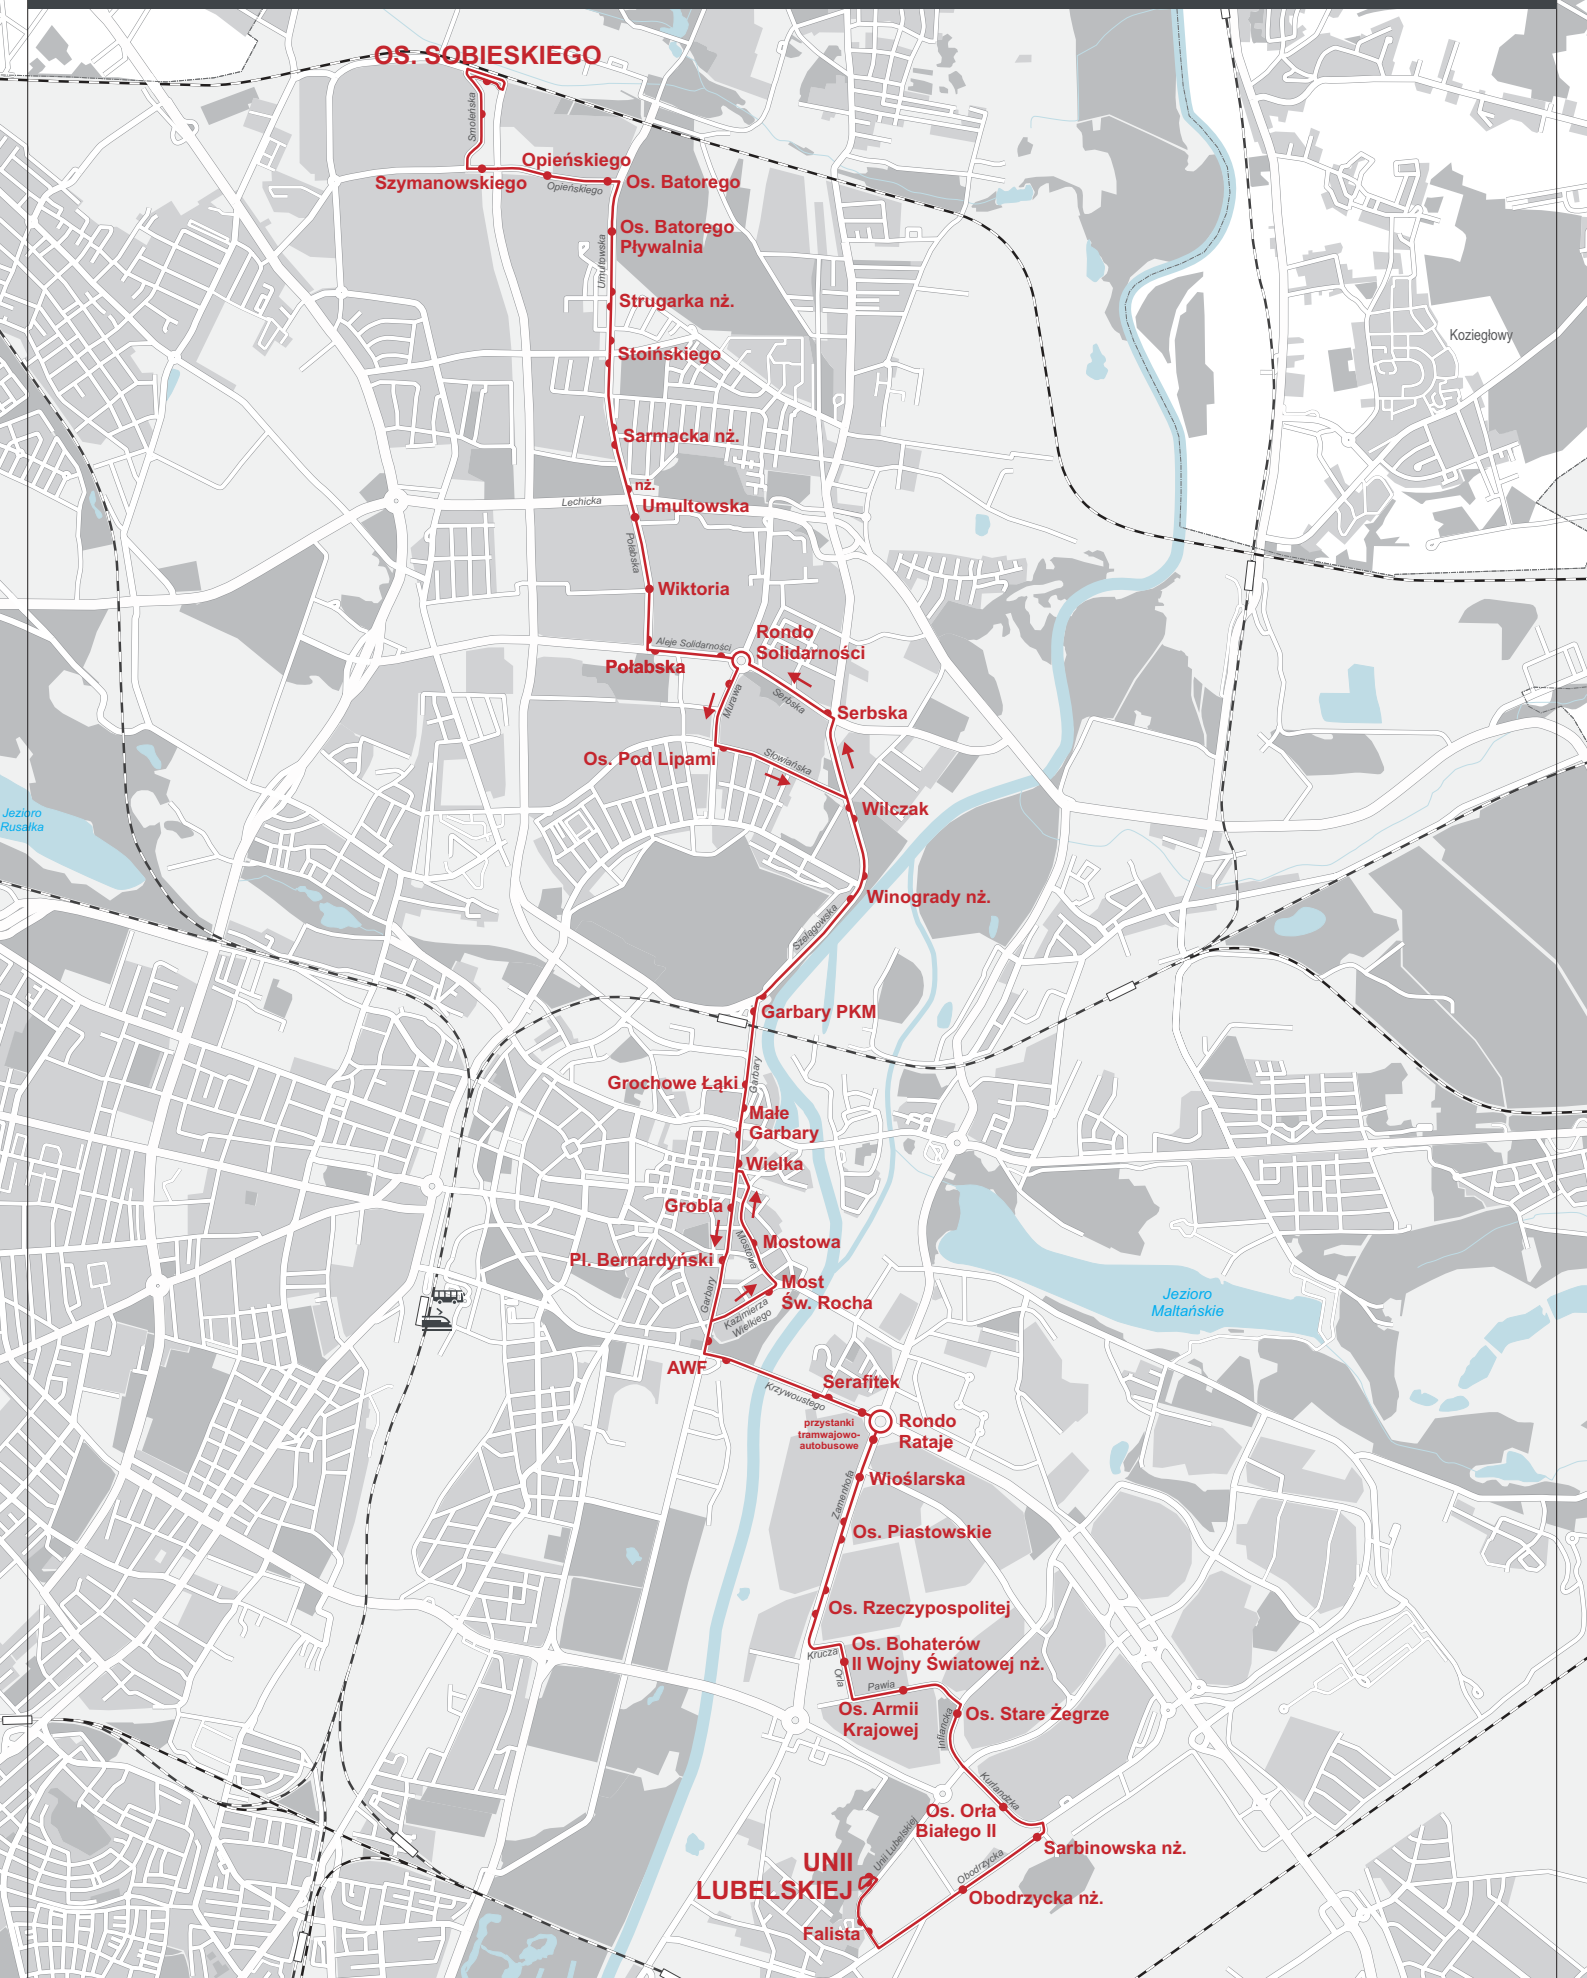 OS. SOBIESKIEGO
Smoleńska
Opieńskiego
Szymanowskiego
Opieńskiego
Os. Batorego
Os. Batorego
Pływalnia
Umultowska
Strugarka nż.
Koziegłowy
Stoińskiego
Sarmacka nż.
nż.
Lechicka
Umultowska
Połabska
Wiktoria
Aleje Solidarności
Rondo
Solidarności
Połabska
Murawa
Serbska
Serbska
Os. Pod Lipami
Słowiańska
Wilczak
Jezioro
Rusałka
Winogrady nż.
Szelągowska
Garbary PKM
Garbary
Grochowe Łąki
Małe
Garbary
Wielka
Grobla
Mostowa
Mostowa
Pl. Bernardyński
Garbary
Most
Św. Rocha
Kazimierza
Wielkiego
Jezioro
Maltańskie
AWF
Krzywoustego
Serafitek
przystanki
tramwajowo-
autobusowe
Rondo
Rataje
Zamenhofa
Wioślarska
Os. Piastowskie
Os. Rzeczypospolitej
Krucza
Os. Bohaterów
II Wojny Światowej nż.
Orla
Pawia
Os. Armii
Krajowej
Inflancka
Os. Stare Żegrze
Kurlandzka
Os. Orła
Białego II
Sarbinowska nż.
Unii Lubelskiej
UNII
LUBELSKIEJ
Obodrzycka
Obodrzycka nż.
Falista